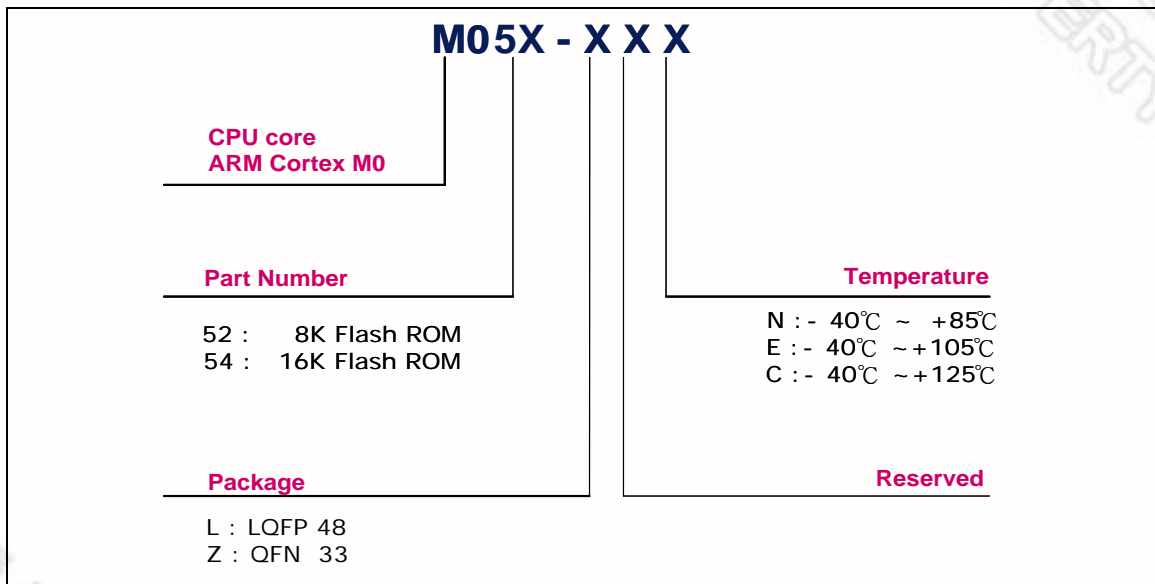 M05X - X X X
CPU core
ARM Cortex M0
Part Number
52 : 8K Flash ROM
54 : 16K Flash ROM
Temperature
N : - 40℃ ~ +85℃
E : - 40℃ ~+105℃
C : - 40℃ ~+125℃
Package
L : LQFP 48
Z : QFN 33
Reserved